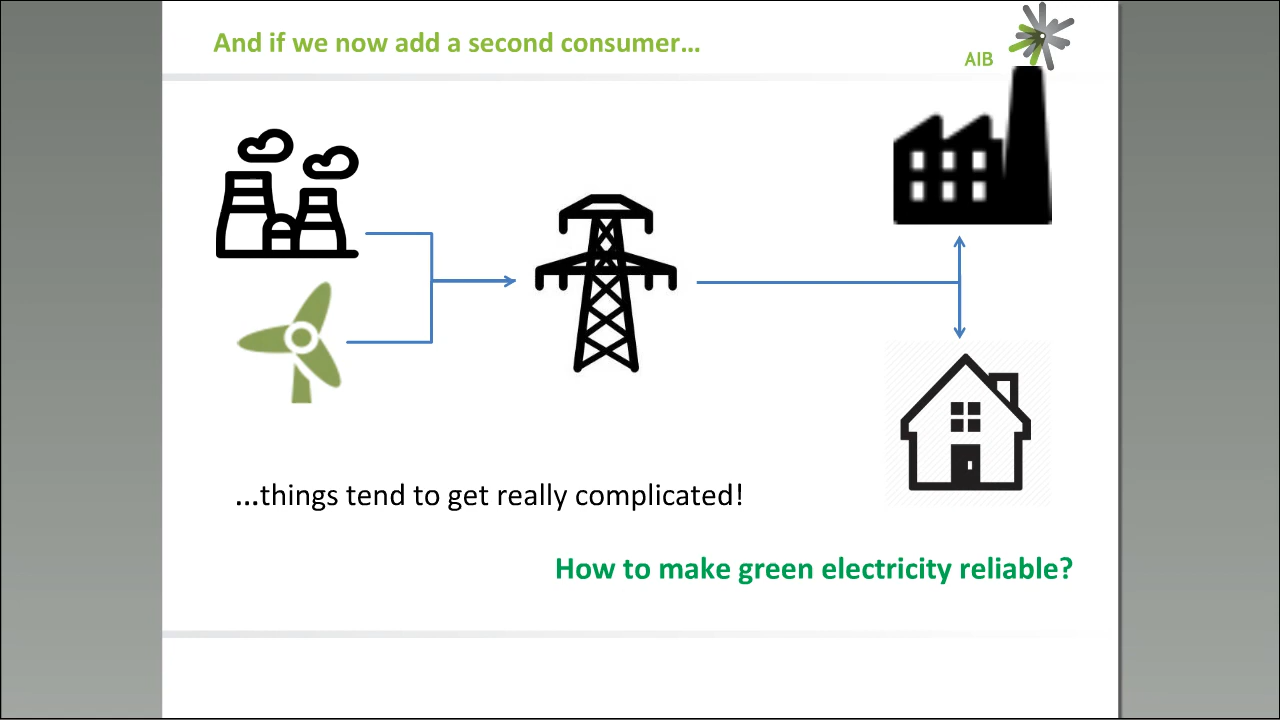 And if we now add a second consumer…
AIB
...things tend to get really complicated!
How to make green electricity reliable?